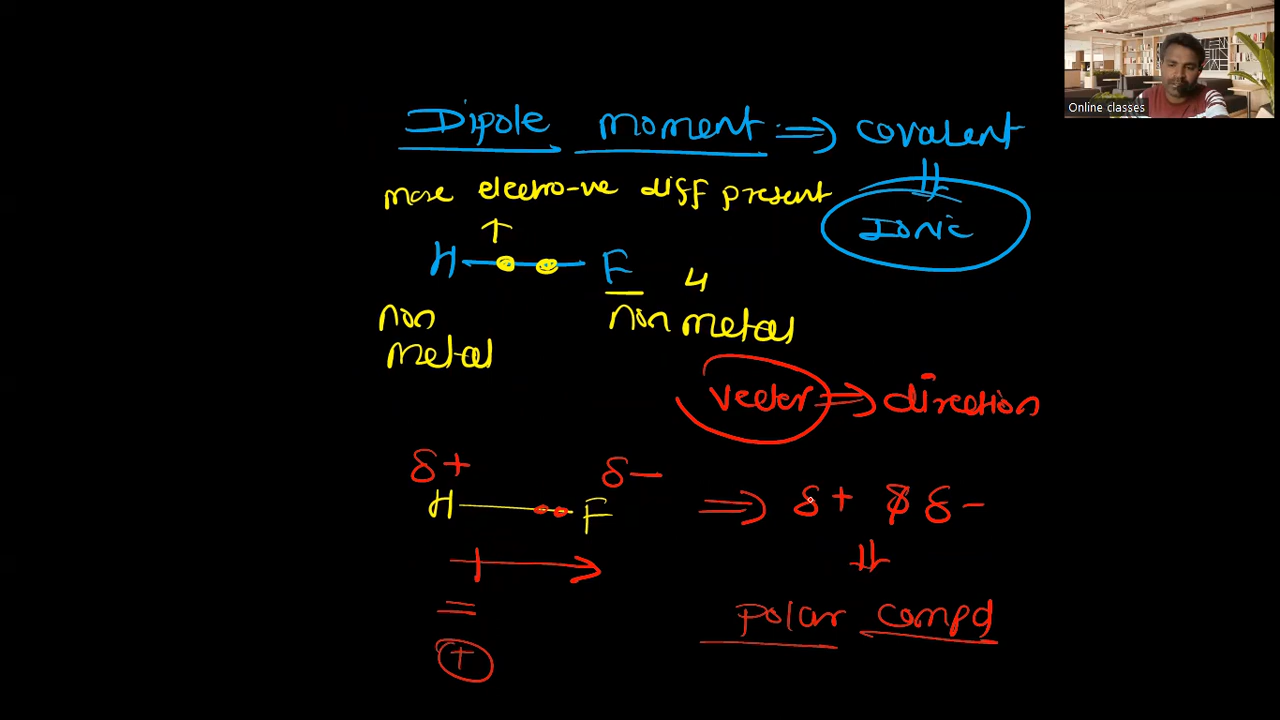 Online classes
Dipole moment ⇒ covalent
more electro-ve diff present
↑
Ionic
H — F 4
non metal
non metal
vector ⇒ direction
δ+ δ−
H — F ⇒ δ+ δ δ−
=
+
polar compd